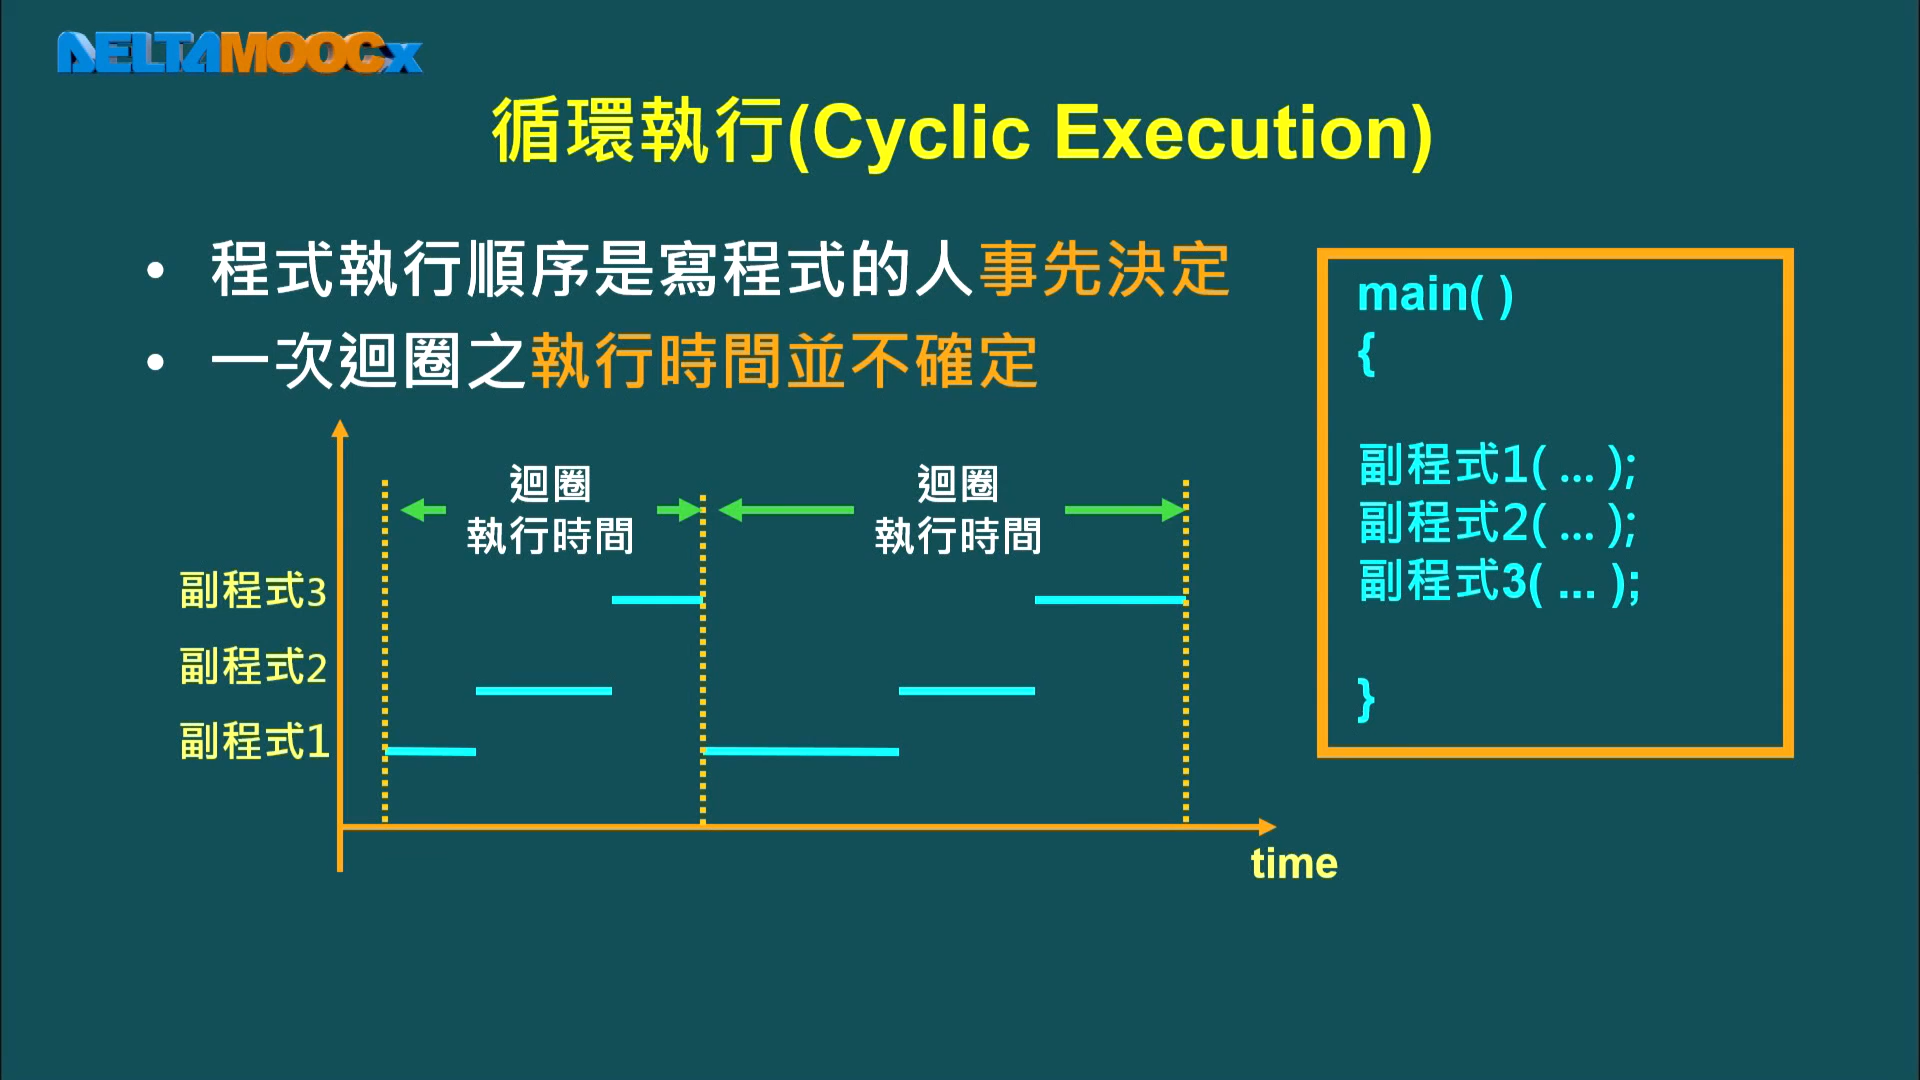 DELTAMOOCx
循環執行(Cyclic Execution)
• 程式執行順序是寫程式的人事先決定
• 一次迴圈之執行時間並不確定
迴圈
執行時間
迴圈
執行時間
副程式3
副程式2
副程式1
time
main( )
{
副程式1( ... );
副程式2( ... );
副程式3( ... );
}